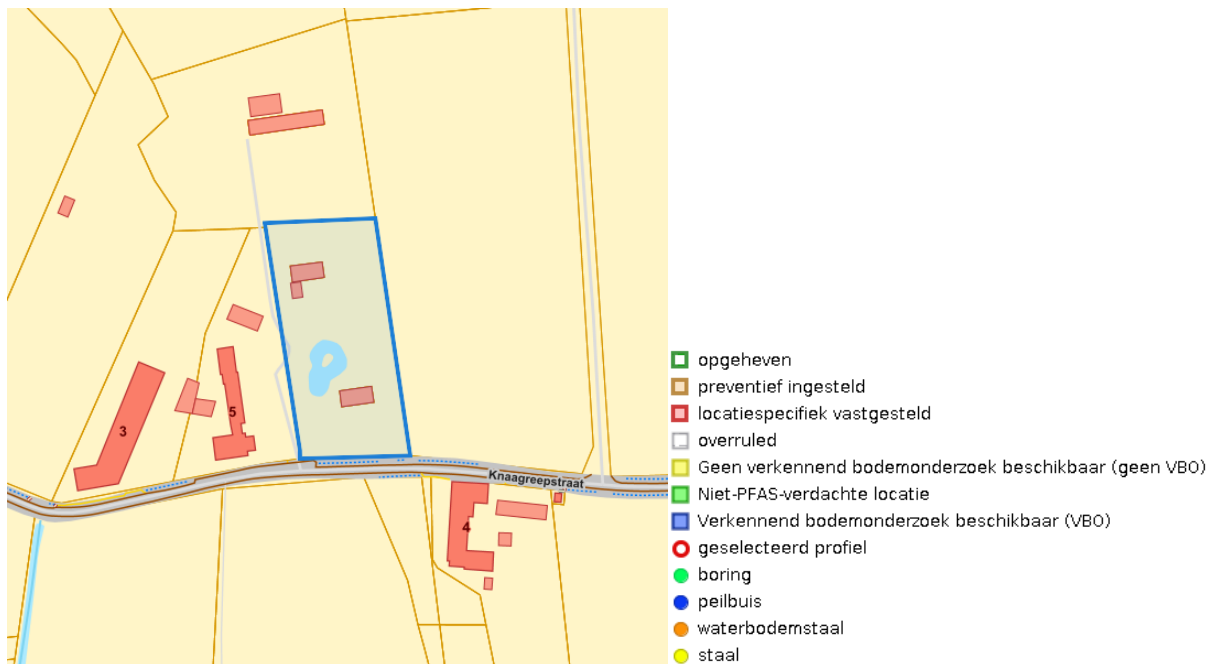 3
5
Knaagreepstraat
4
opgeheven
preventief ingesteld
locatiespecifiek vastgesteld
overruled
Geen verkennend bodemonderzoek beschikbaar (geen VBO)
Niet-PFAS-verdachte locatie
Verkennend bodemonderzoek beschikbaar (VBO)
geselecteerd profiel
boring
peilbuis
waterbodemstaal
staal